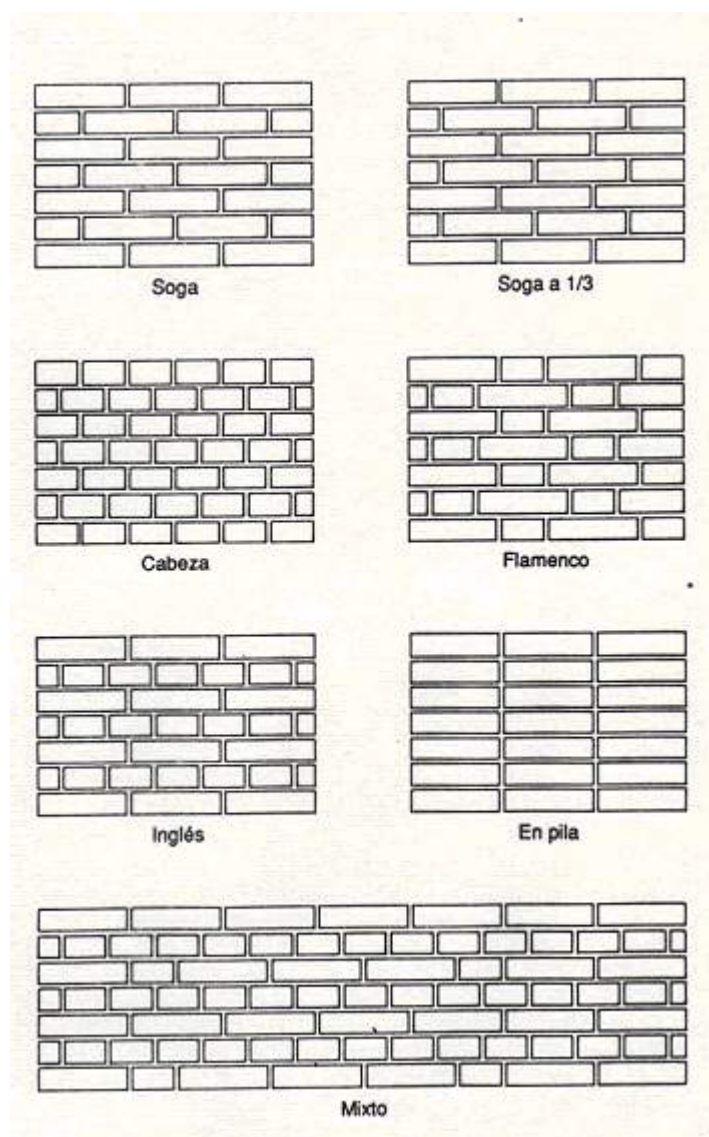 Soga
Soga a 1/3
Cabeza
Flamenco
Inglés
En pila
Mixto